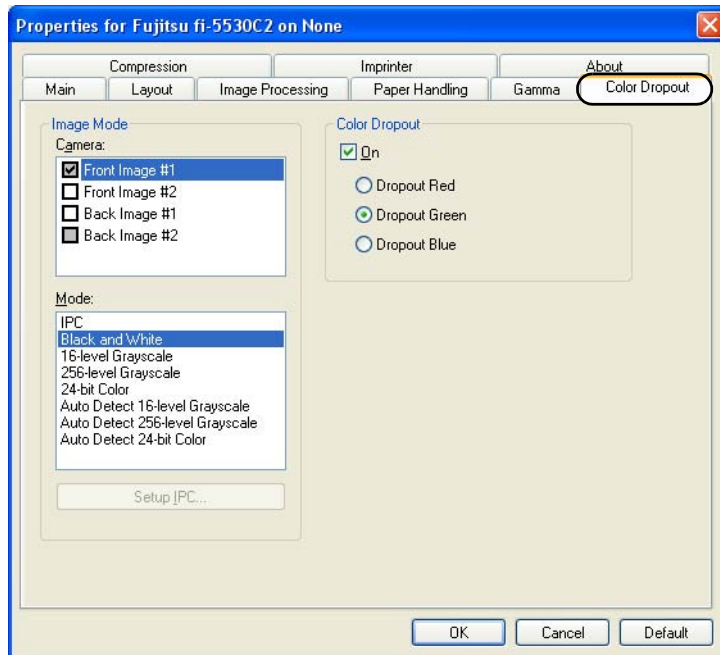 Properties for Fujitsu fi-5530C2 on None
Compression Imprinter About
Main Layout Image Processing Paper Handling Gamma Color Dropout
Image Mode
Camera:
Front Image #1
Front Image #2
Back Image #1
Back Image #2
Mode:
IPC
Black and White
16-level Grayscale
256-level Grayscale
24-bit Color
Auto Detect 16-level Grayscale
Auto Detect 256-level Grayscale
Auto Detect 24-bit Color
Setup IPC...
Color Dropout
On
Dropout Red
Dropout Green
Dropout Blue
OK Cancel Default